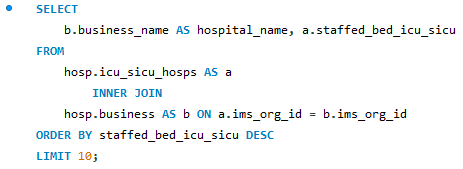 SELECT
b.business_name AS hospital_name, a.staffed_bed_icu_sicu
FROM
hosp.icu_sicu_hosps AS a
INNER JOIN
hosp.business AS b ON a.ims_org_id = b.ims_org_id
ORDER BY staffed_bed_icu_sicu DESC
LIMIT 10;